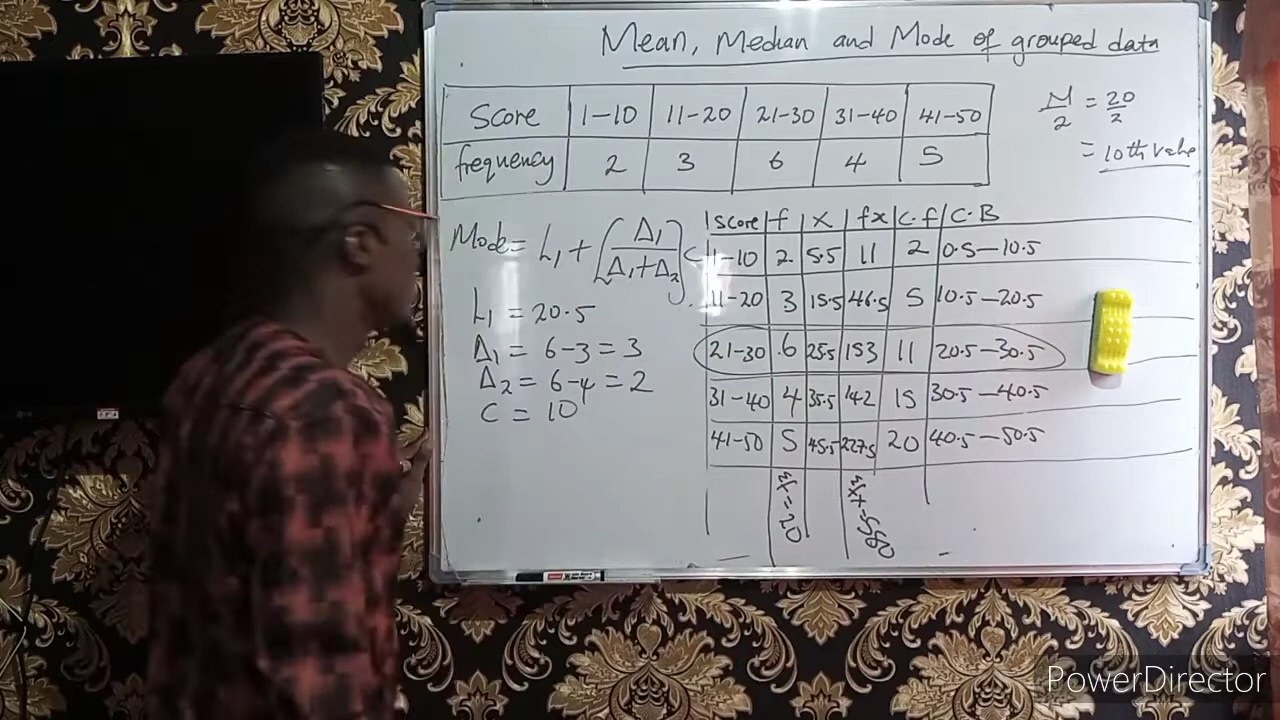 Mean, Median and Mode of grouped data
Score 1-10 11-20 21-30 31-40 41-50
frequency 2 3 6 4 5
N/2 = 20/2
= 10th value
Mode = L₁ + (Δ₁/(Δ₁+Δ₂)) C
L₁ = 20.5
Δ₁ = 6-3 = 3
Δ₂ = 6-4 = 2
C = 10
Score f x fx C.f C.B
1-10 2 5.5 11 2 0.5-10.5
11-20 3 15.5 46.5 5 10.5-20.5
21-30 6 25.5 153 11 20.5-30.5
31-40 4 35.5 142 15 30.5-40.5
41-50 5 45.5 227.5 20 40.5-50.5
Σf=20 Σfx=580
PowerDirector